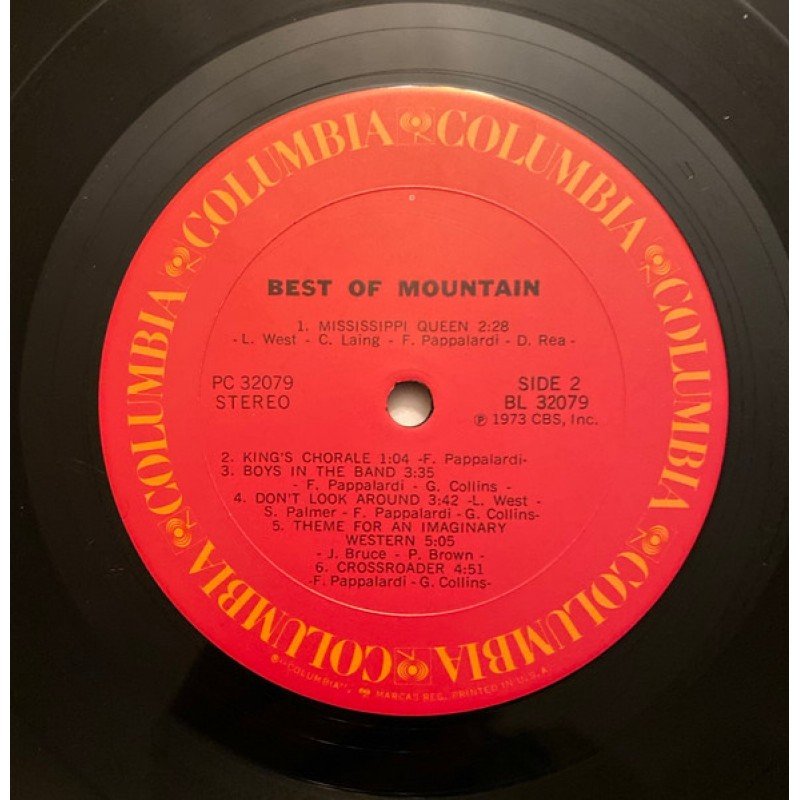 COLUMBIA COLUMBIA COLUMBIA COLUMBIA COLUMBIA COLUMBIA
BEST OF MOUNTAIN
1. MISSISSIPPI QUEEN 2:28
- L. West - C. Laing - F. Pappalardi - D. Rea -
PC 32079
STEREO
SIDE 2
BL 32079
℗ 1973 CBS, Inc.
2. KING'S CHORALE 1:04 -F. Pappalardi-
3. BOYS IN THE BAND 3:35
- F. Pappalardi - G. Collins -
4. DON'T LOOK AROUND 3:42 -L. West -
S. Palmer - F. Pappalardi -G. Collins-
5. THEME FOR AN IMAGINARY
WESTERN 5:05
- J. Bruce - P. Brown -
6. CROSSROADER 4:51
-F. Pappalardi -G. Collins-
®"COLUMBIA", MARCAS REG. PRINTED IN U.S.A.